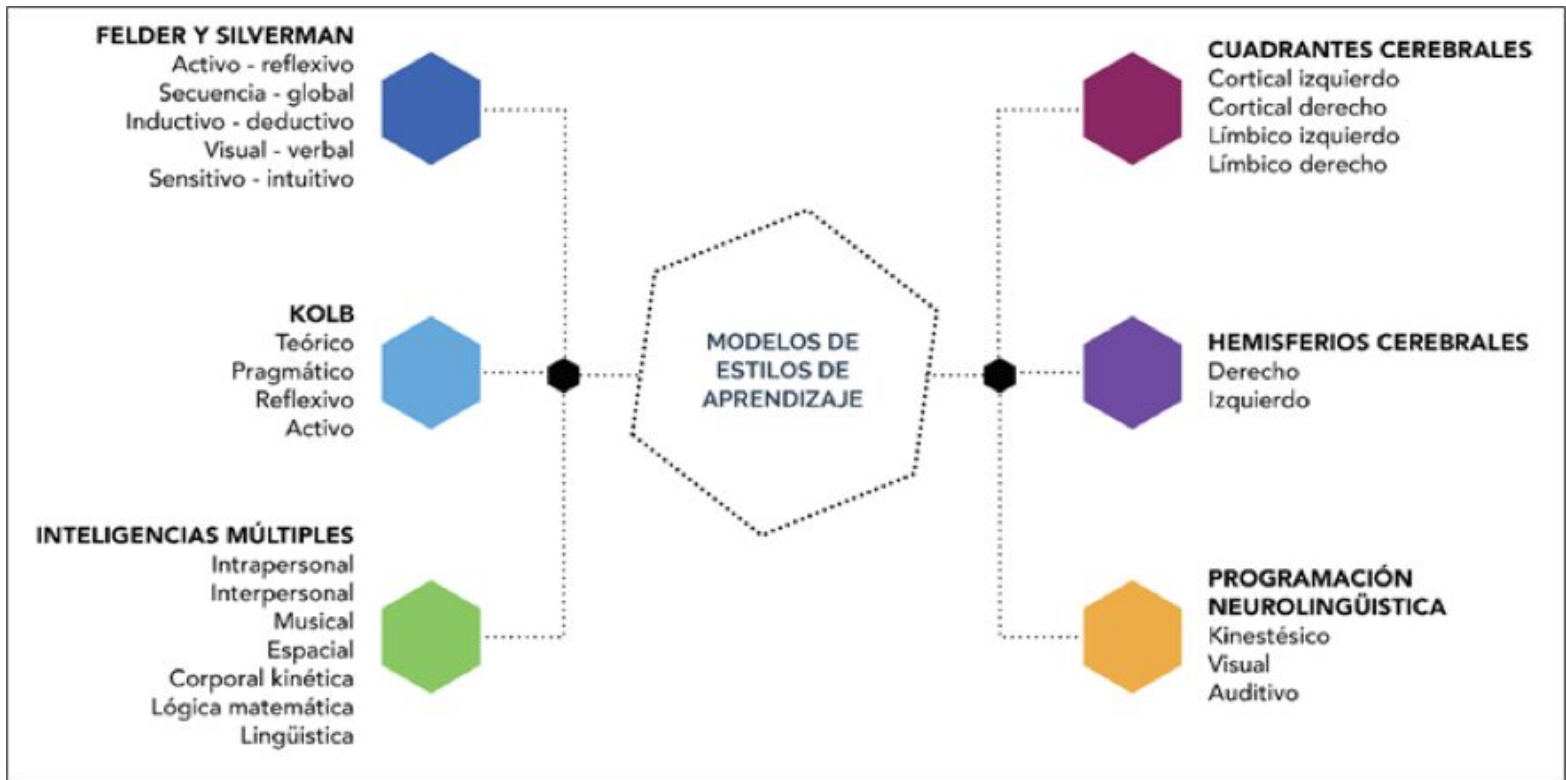 FELDER Y SILVERMAN
Activo - reflexivo
Secuencia - global
Inductivo - deductivo
Visual - verbal
Sensitivo - intuitivo
KOLB
Teórico
Pragmático
Reflexivo
Activo
INTELIGENCIAS MÚLTIPLES
Intrapersonal
Interpersonal
Musical
Espacial
Corporal kinética
Lógica matemática
Lingüistica
MODELOS DE
ESTILOS DE
APRENDIZAJE
CUADRANTES CEREBRALES
Cortical izquierdo
Cortical derecho
Límbico izquierdo
Límbico derecho
HEMISFERIOS CEREBRALES
Derecho
Izquierdo
PROGRAMACIÓN
NEUROLINGÜISTICA
Kinestésico
Visual
Auditivo